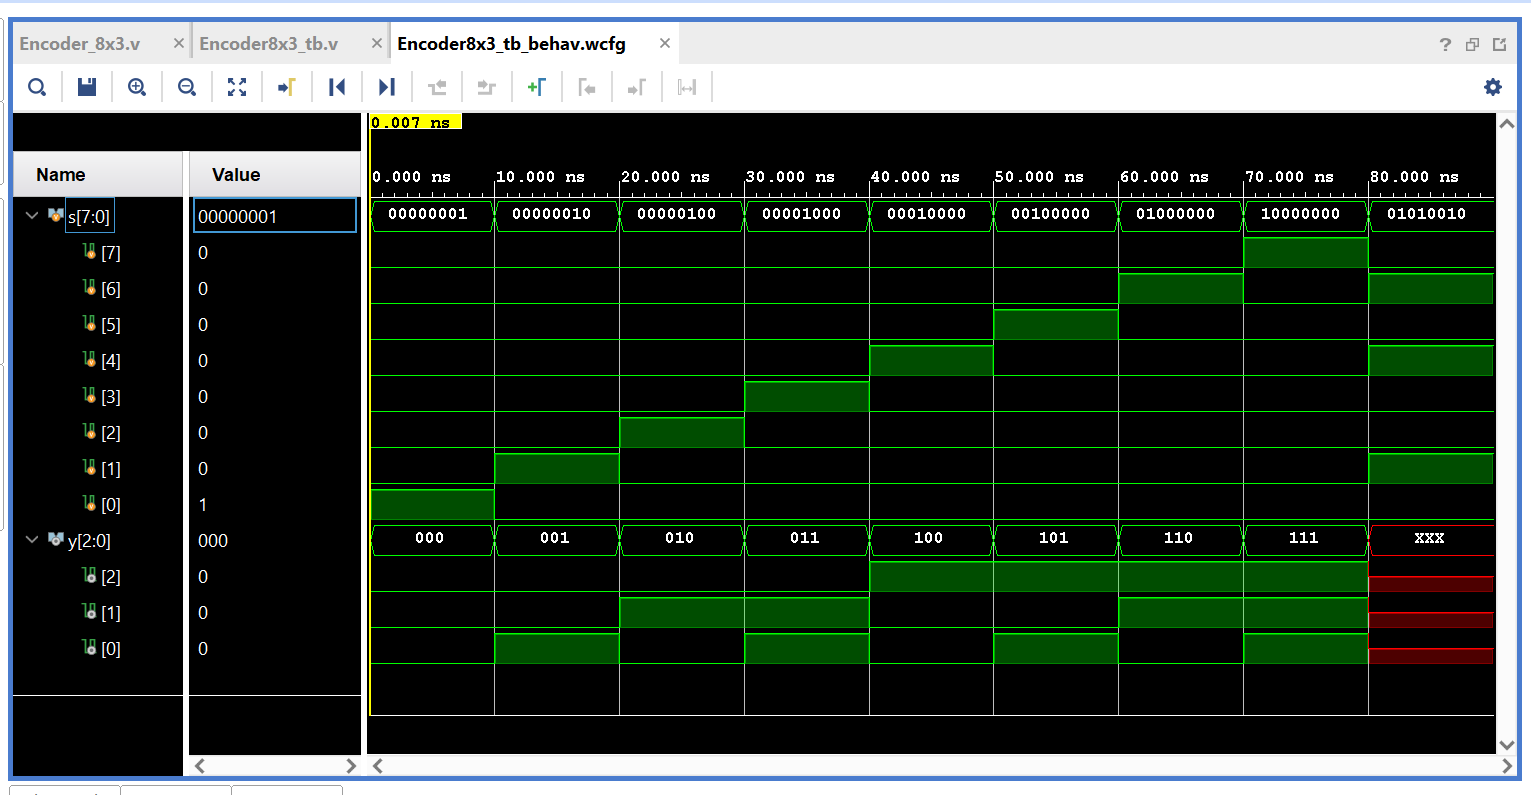 Encoder_8x3.v × Encoder8x3_tb.v × Encoder8x3_tb_behav.wcfg ×
0.007 ns
Name Value 0.000 ns 10.000 ns 20.000 ns 30.000 ns 40.000 ns 50.000 ns 60.000 ns 70.000 ns 80.000 ns
s[7:0] 00000001 00000001 00000010 00000100 00001000 00010000 00100000 01000000 10000000 01010010
[7] 0
[6] 0
[5] 0
[4] 0
[3] 0
[2] 0
[1] 0
[0] 1
y[2:0] 000 000 001 010 011 100 101 110 111 XXX
[2] 0
[1] 0
[0] 0